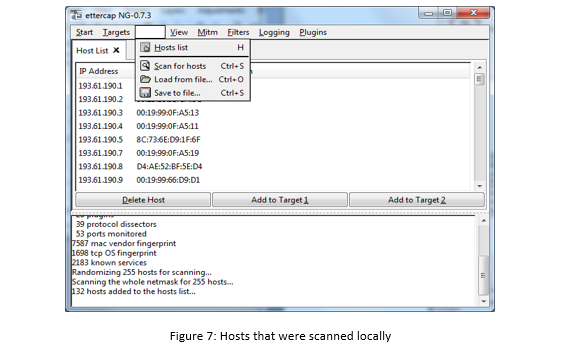 ettercap NG-0.7.3
Start Targets View Mitm Filters Logging Plugins
Host List
Hosts list H
Scan for hosts Ctrl+S
Load from file... Ctrl+O
Save to file... Ctrl+S
IP Address
193.61.190.1
193.61.190.2
193.61.190.3 00:19:99:0F:A5:13
193.61.190.4 00:19:99:0F:A5:11
193.61.190.5 8C:73:6E:D9:1F:6F
193.61.190.7 00:19:99:0F:A5:19
193.61.190.8 D4:AE:52:BF:5E:D4
193.61.190.9 00:19:99:66:D9:D1
Delete Host Add to Target 1 Add to Target 2
39 protocol dissectors
53 ports monitored
7587 mac vendor fingerprint
1698 tcp OS fingerprint
2183 known services
Randomizing 255 hosts for scanning...
Scanning the whole netmask for 255 hosts...
132 hosts added to the hosts list...
Figure 7: Hosts that were scanned locally